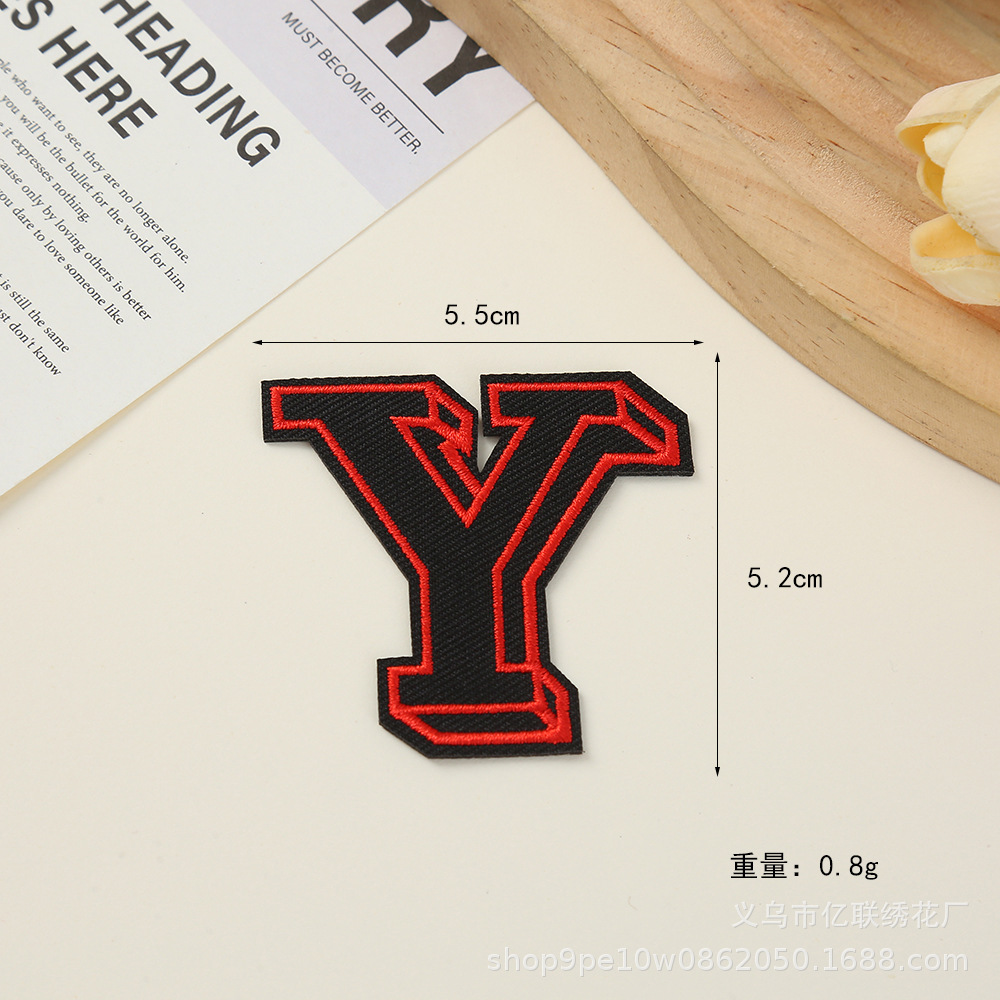 HEADING
S HERE
RY
MUST BECOME BETTER.
ple who want to see, they are no longer alone.
you will be the bullet for the world for him.
it expresses nothing.
cause only by loving others is better
you dare to love someone like
t is still the same
ust don't know
5.5cm
Y
5.2cm
重量: 0.8g
义乌市亿联绣花厂
shop9pe10w0862050.1688.com